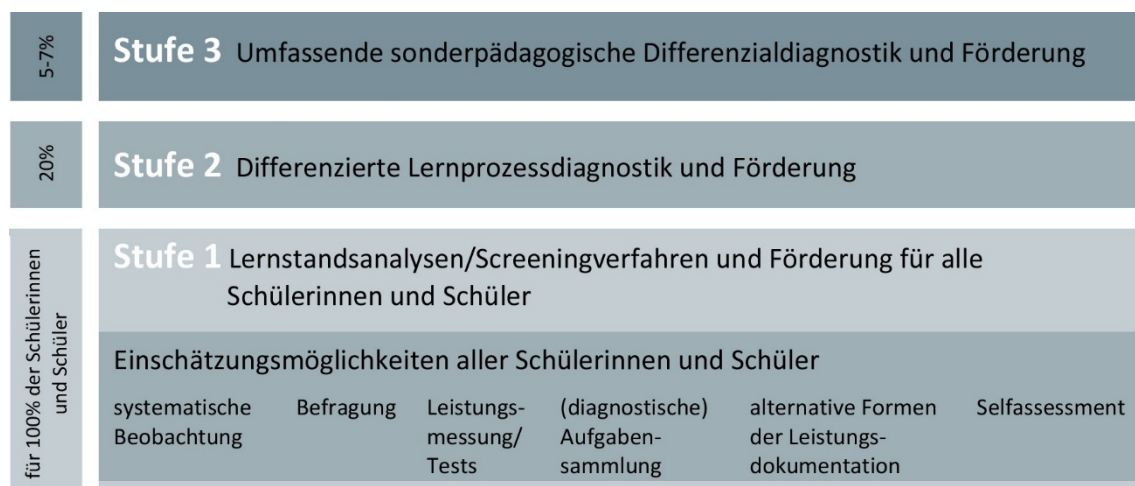 5-7%
Stufe 3 Umfassende sonderpädagogische Differenzialdiagnostik und Förderung
20%
Stufe 2 Differenzierte Lernprozessdiagnostik und Förderung
für 100% der Schülerinnen
und Schüler
Stufe 1 Lernstandsanalysen/Screeningverfahren und Förderung für alle
Schülerinnen und Schüler
Einschätzungsmöglichkeiten aller Schülerinnen und Schüler
systematische
Beobachtung
Befragung
Leistungs-
messung/
Tests
(diagnostische)
Aufgaben-
sammlung
alternative Formen
der Leistungs-
dokumentation
Selfassessment